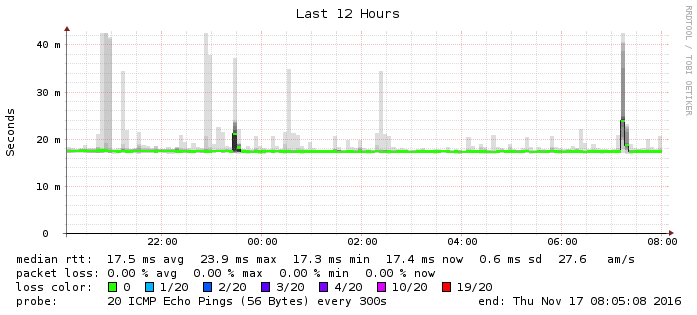 Last 12 Hours
RRDTOOL / TOBI OETIKER
Seconds
40 m
30 m
20 m
10 m
0
22:00 00:00 02:00 04:00 06:00 08:00
median rtt: 17.5 ms avg 23.9 ms max 17.3 ms min 17.4 ms now 0.6 ms sd 27.6 am/s
packet loss: 0.00 % avg 0.00 % max 0.00 % min 0.00 % now
loss color: 0 1/20 2/20 3/20 4/20 10/20 19/20
probe: 20 ICMP Echo Pings (56 Bytes) every 300s end: Thu Nov 17 08:05:08 2016